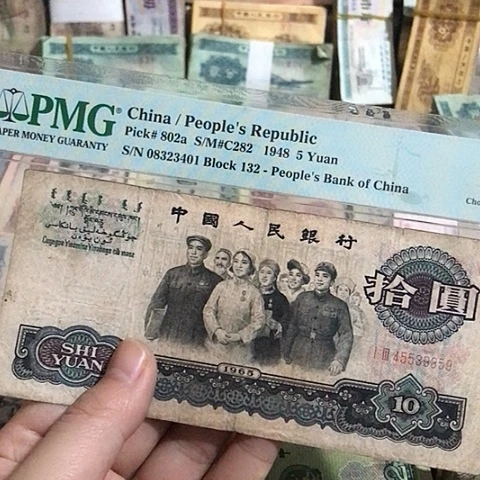 PMG®
PAPER MONEY GUARANTY
China / People's Republic
Pick# 802a S/M#C282 1948 5 Yuan
S/N 08323401 Block 132 - People's Bank of China
中國人民銀行
拾圓
45539859
SHI
YUAN
1965
10